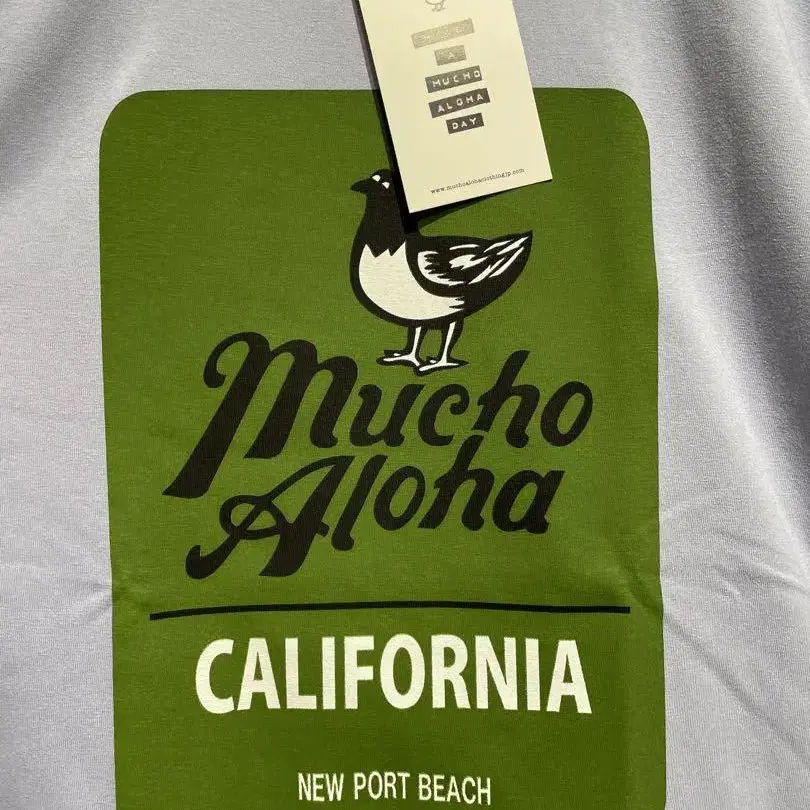 A
MUCHO
ALOHA
DAY
Mucho
Aloha
CALIFORNIA
NEW PORT BEACH